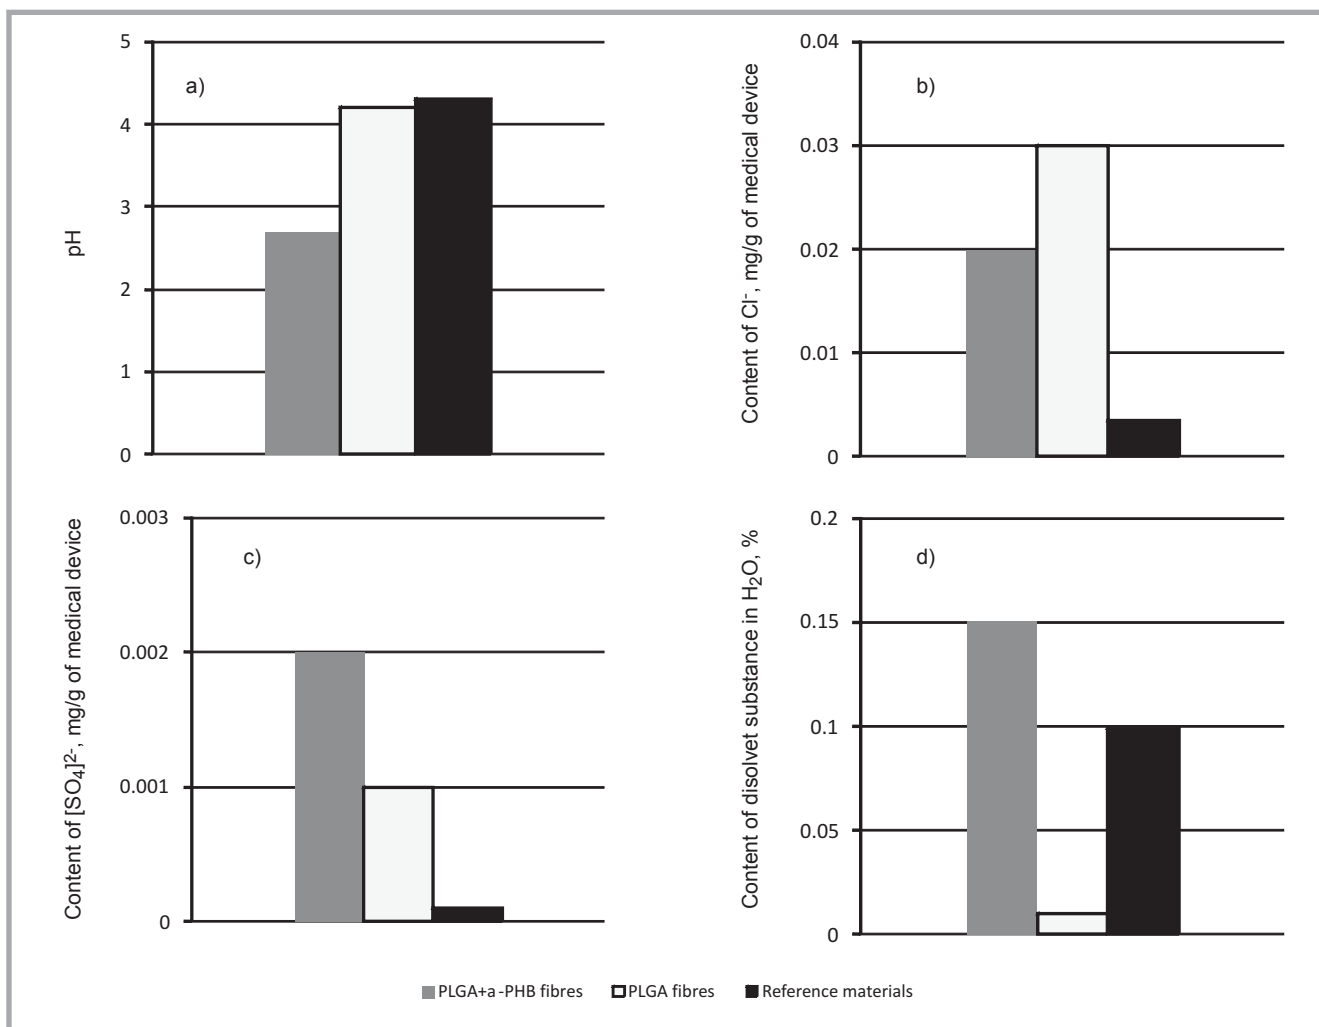 5
4
3
2
1
0
pH
a)
0.04
0.03
0.02
0.01
0
Content of Cl⁻, mg/g of medical device
b)
0.003
0.002
0.001
0
Content of [SO₄]²⁻, mg/g of medical device
c)
0.2
0.15
0.1
0.05
0
Content of disolvet substance in H₂O, %
d)
PLGA+a-PHB fibres PLGA fibres Reference materials